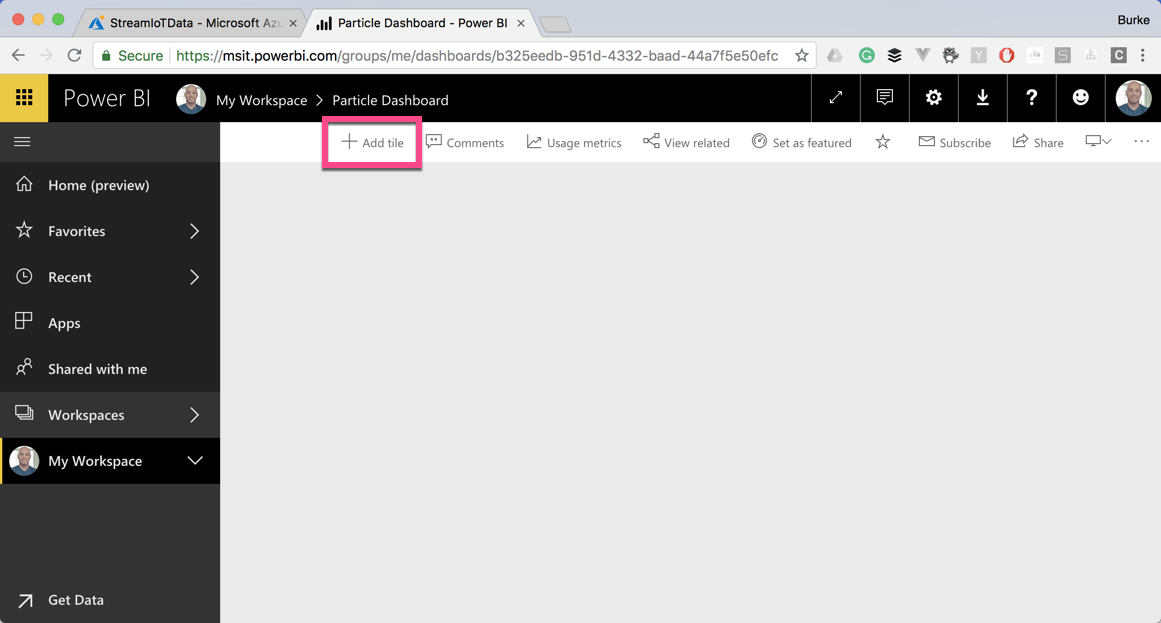 StreamIoTData - Microsoft Azu
Particle Dashboard - Power BI
Burke
Secure
https://msit.powerbi.com/groups/me/dashboards/b325eedb-951d-4332-baad-44a7f5e50efc
Power BI
My Workspace > Particle Dashboard
Add tile
Comments
Usage metrics
View related
Set as featured
Subscribe
Share
Home (preview)
Favorites
Recent
Apps
Shared with me
Workspaces
My Workspace
Get Data